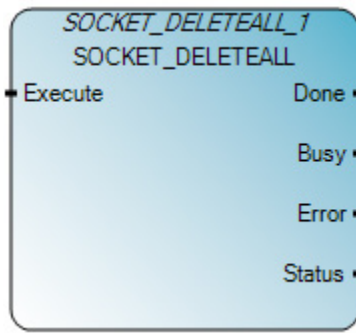 SOCKET_DELETEALL_1
SOCKET_DELETEALL
Execute Done
Busy
Error
Status